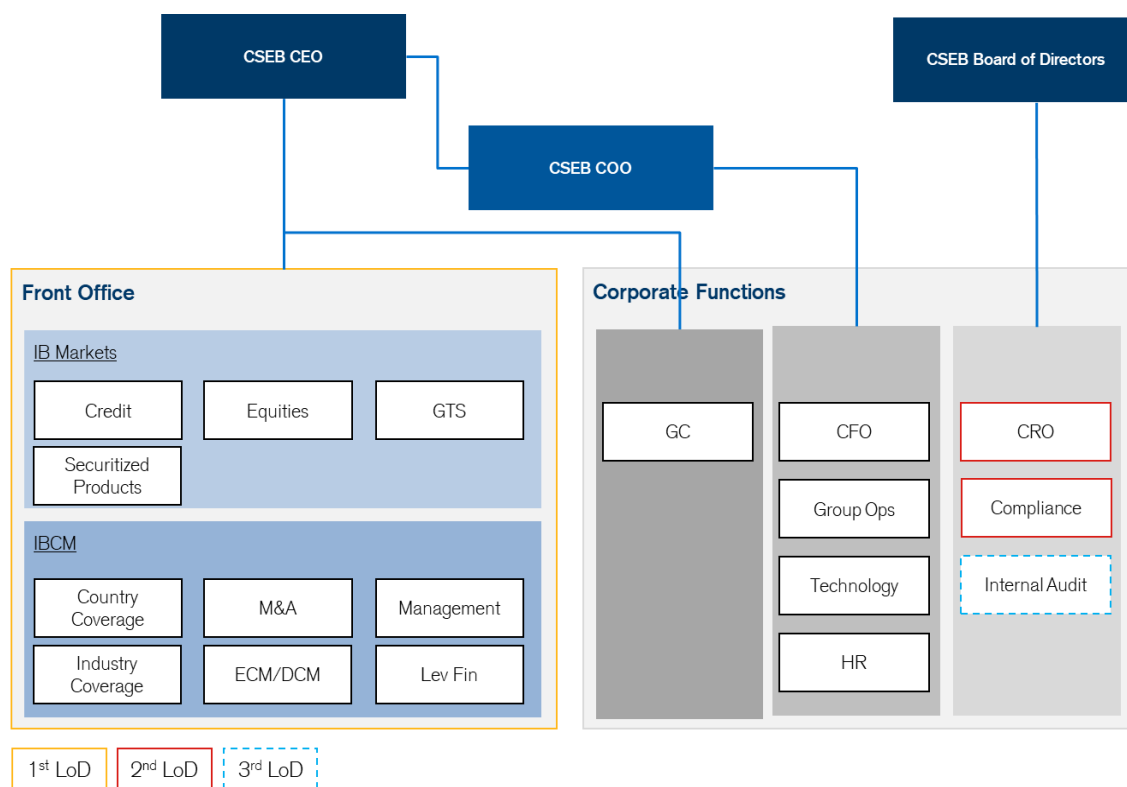 CSEB CEO
CSEB Board of Directors
CSEB COO
Front Office
IB Markets
Credit
Equities
GTS
Securitized
Products
IBCM
Country
Coverage
M&A
Management
Industry
Coverage
ECM/DCM
Lev Fin
Corporate Functions
GC
CFO
Group Ops
Technology
HR
CRO
Compliance
Internal Audit
1st LoD
2nd LoD
3rd LoD